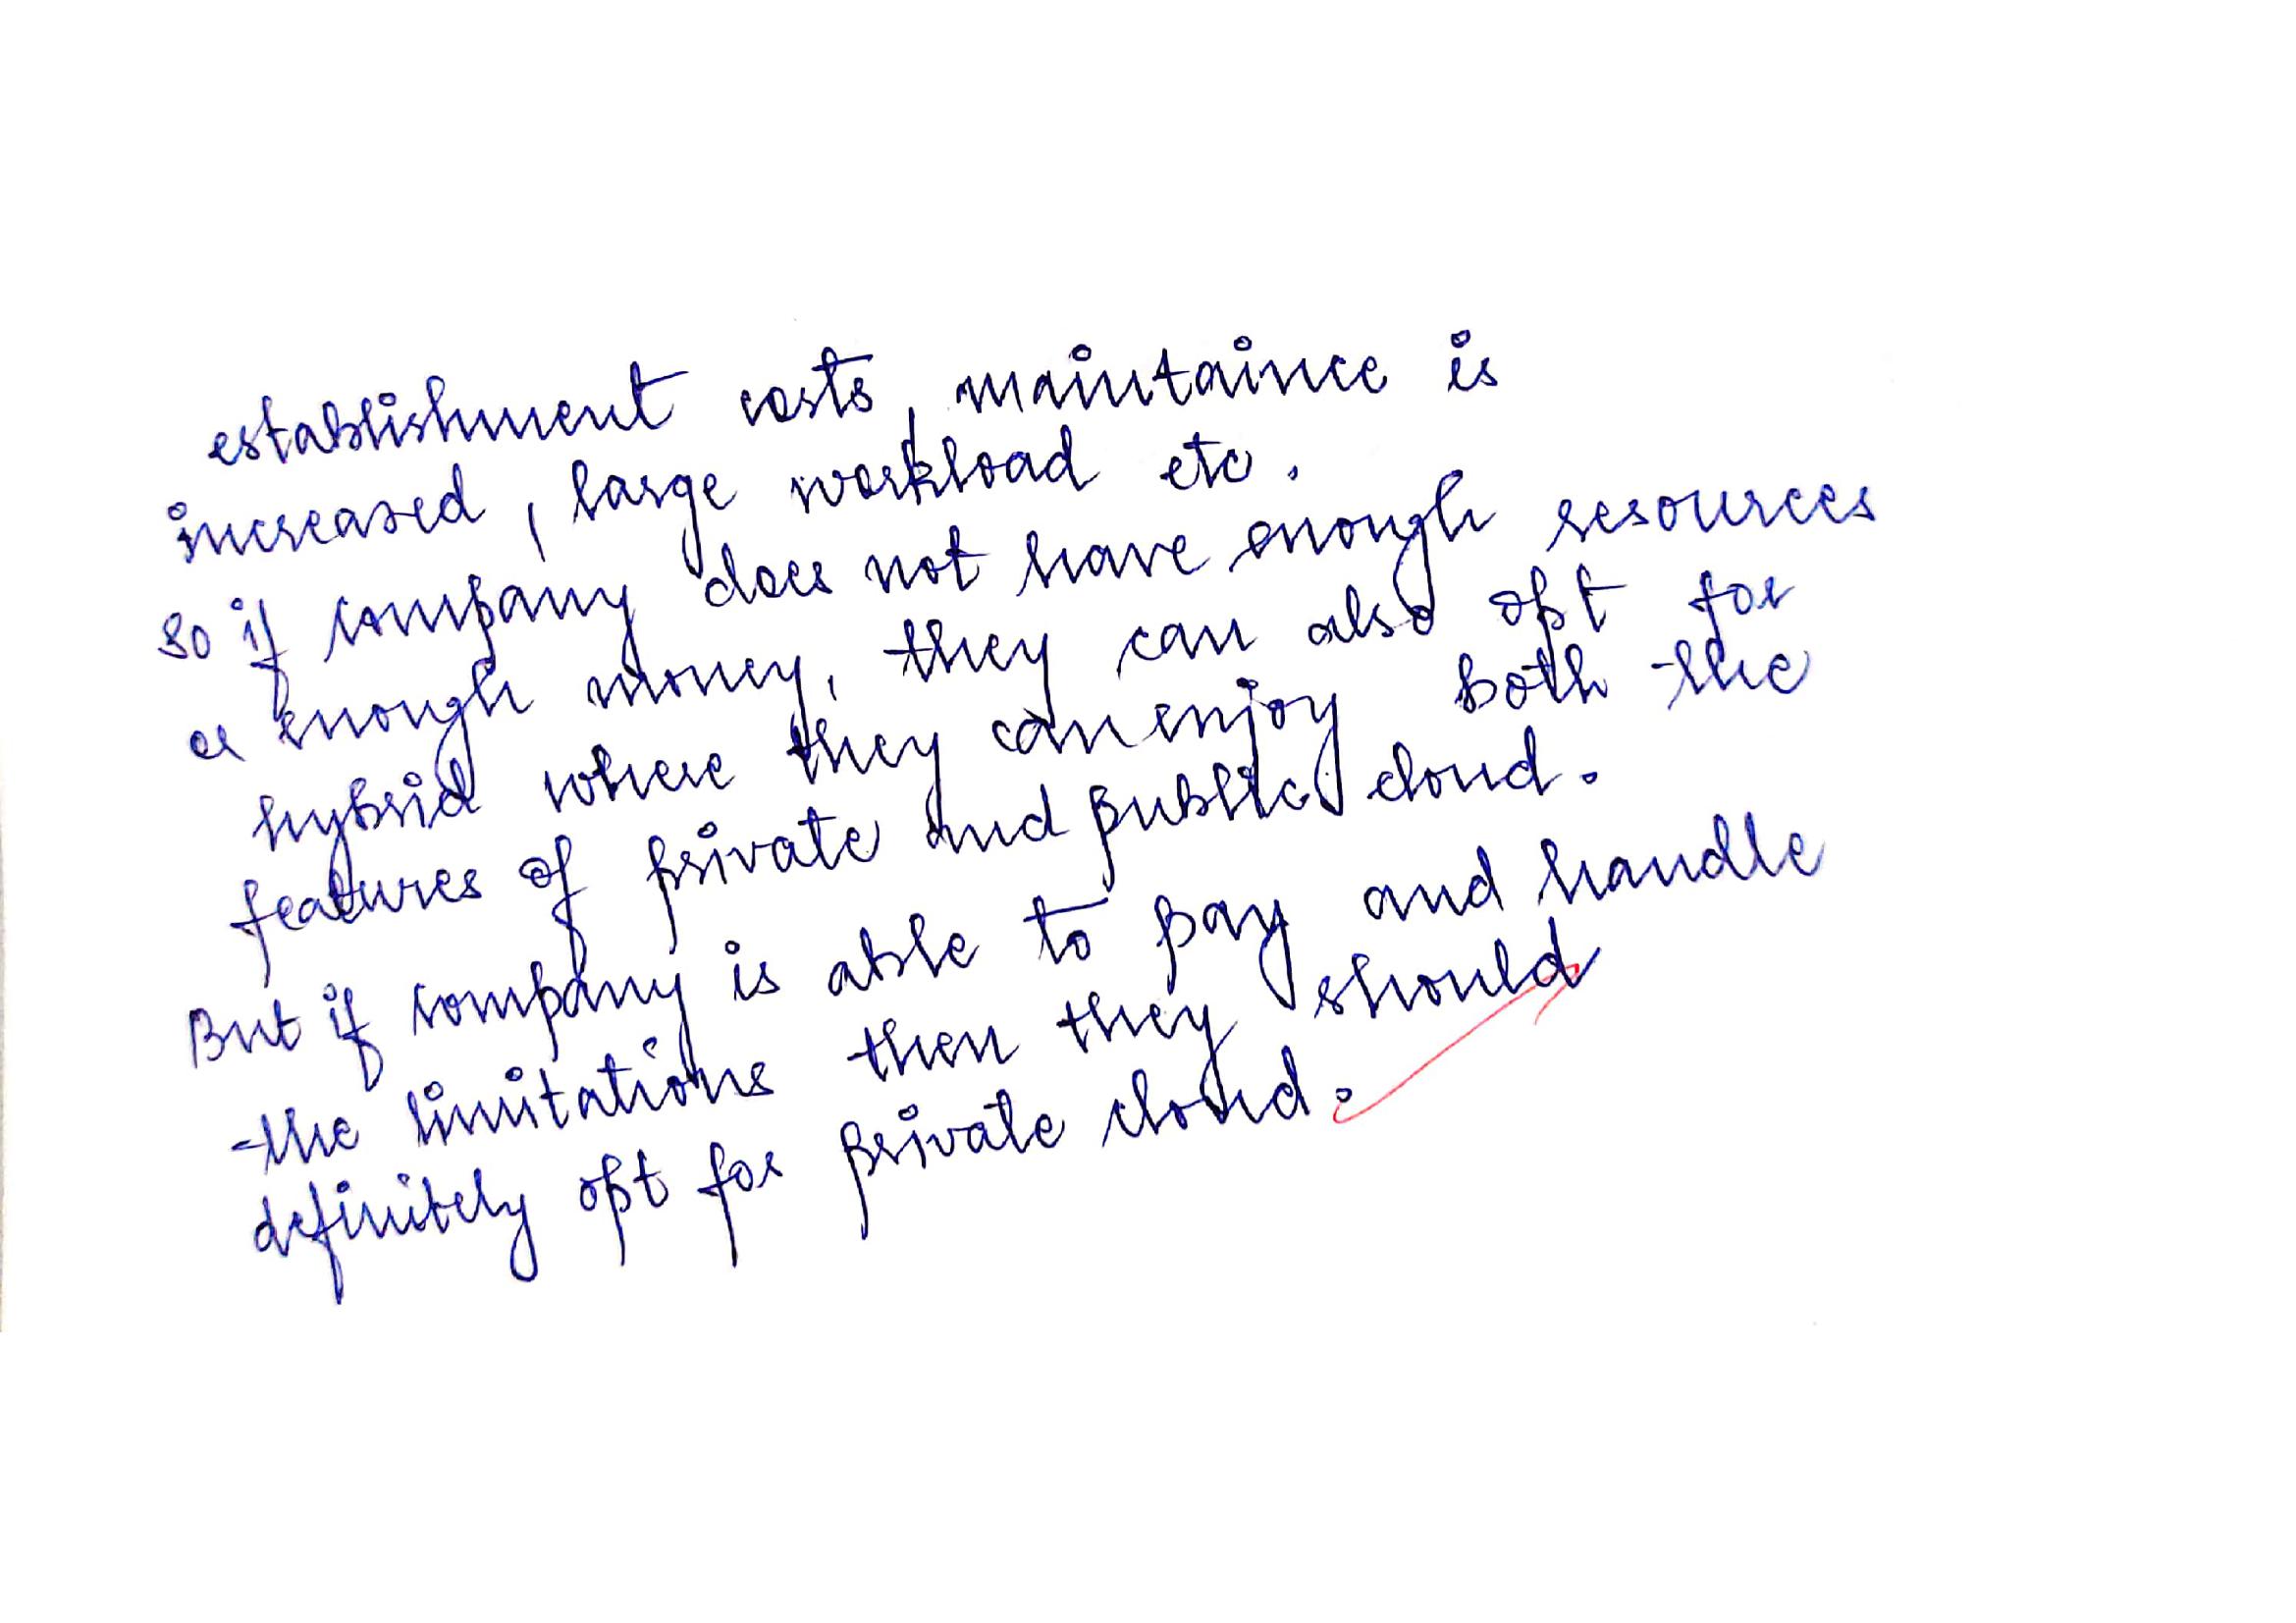 establishment costs, maintaince is
increased, large workload etc.
So if company does not have enough resources
or enough money, they can also opt for
hybrid where they can enjoy both the
features of private and public cloud.
But if company is able to pay and handle
the limitations then they should
definitely opt for private cloud.